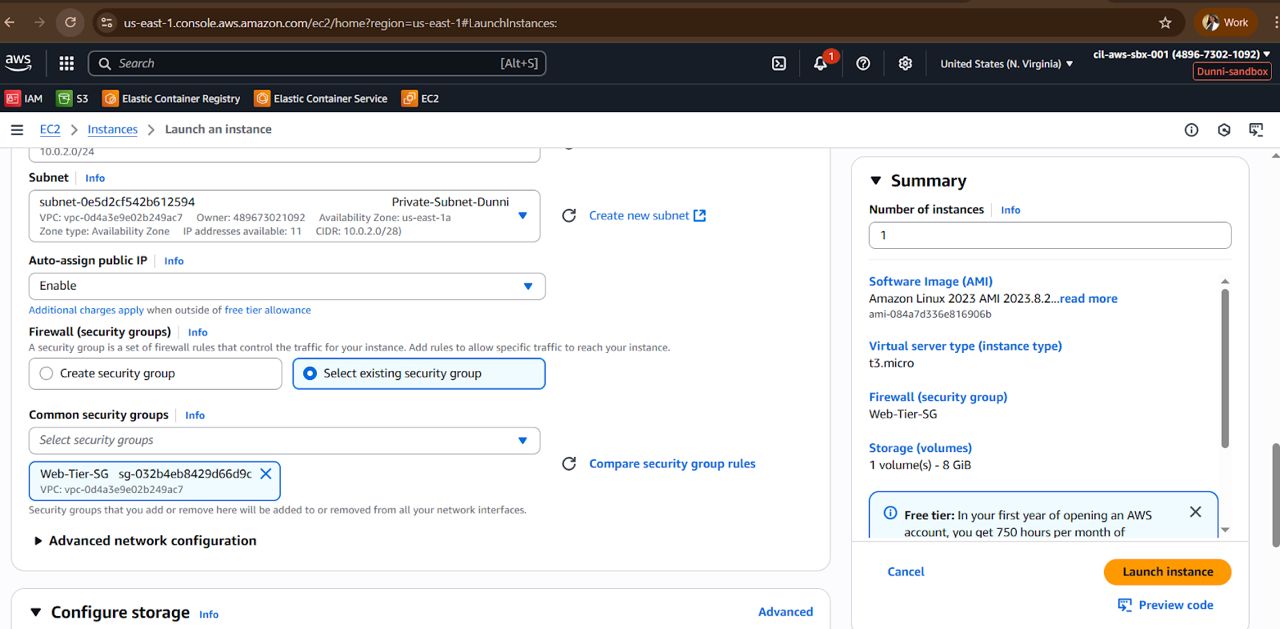 us-east-1.console.aws.amazon.com/ec2/home?region=us-east-1#LaunchInstances:
Work
aws
Search
[Alt+S]
1
United States (N. Virginia)
cil-aws-sbx-001 (4896-7302-1092)
Dunni-sandbox
IAM
S3
Elastic Container Registry
Elastic Container Service
EC2
EC2
Instances
Launch an instance
10.0.2.0/24
Subnet
Info
subnet-0e5d2cf542b612594
Private-Subnet-Dunni
VPC: vpc-0d4a3e9e02b249ac7 Owner: 489673021092 Availability Zone: us-east-1a
Zone type: Availability Zone IP addresses available: 11 CIDR: 10.0.2.0/28)
Create new subnet
Auto-assign public IP
Info
Enable
Additional charges apply when outside of free tier allowance
Firewall (security groups)
Info
A security group is a set of firewall rules that control the traffic for your instance. Add rules to allow specific traffic to reach your instance.
Create security group
Select existing security group
Common security groups
Info
Select security groups
Web-Tier-SG sg-032b4eb8429d66d9c
VPC: vpc-0d4a3e9e02b249ac7
Compare security group rules
Security groups that you add or remove here will be added to or removed from all your network interfaces.
Advanced network configuration
Configure storage
Info
Advanced
Summary
Number of instances
Info
1
Software Image (AMI)
Amazon Linux 2023 AMI 2023.8.2...read more
ami-084a7d336e816906b
Virtual server type (instance type)
t3.micro
Firewall (security group)
Web-Tier-SG
Storage (volumes)
1 volume(s) - 8 GiB
Free tier: In your first year of opening an AWS
account, you get 750 hours per month of
Cancel
Launch instance
Preview code